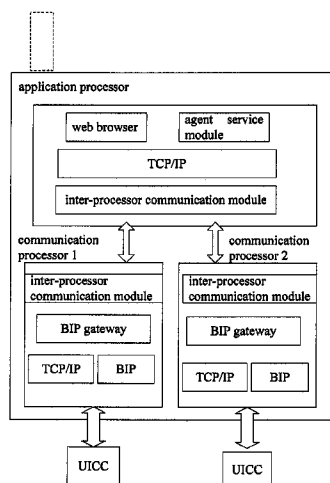 application processor
web browser
agent service
module
TCP/IP
inter-processor communication module
communication
processor 1
communication
processor 2
inter-processor
communication module
BIP gateway
TCP/IP
BIP
inter-processor
communication module
BIP gateway
TCP/IP
BIP
UICC
UICC